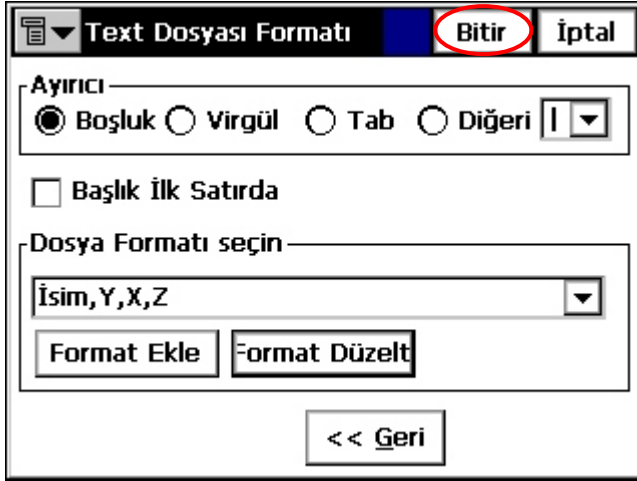 Text Dosyası Formatı Bitir İptal
Ayırıcı
Boşluk Virgül Tab Diğeri |
Başlık İlk Satırda
Dosya Formatı seçin
İsim,Y,X,Z
Format Ekle Format Düzelt
<< Geri